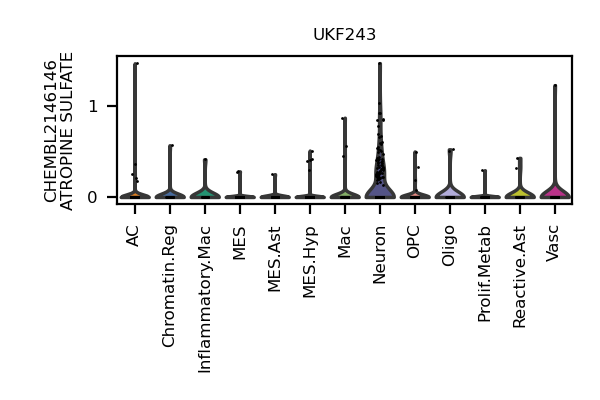 UKF243
CHEMBL2146146
ATROPINE SULFATE
1
0
AC
Chromatin.Reg
Inflammatory.Mac
MES
MES.Ast
MES.Hyp
Mac
Neuron
OPC
Oligo
Prolif.Metab
Reactive.Ast
Vasc